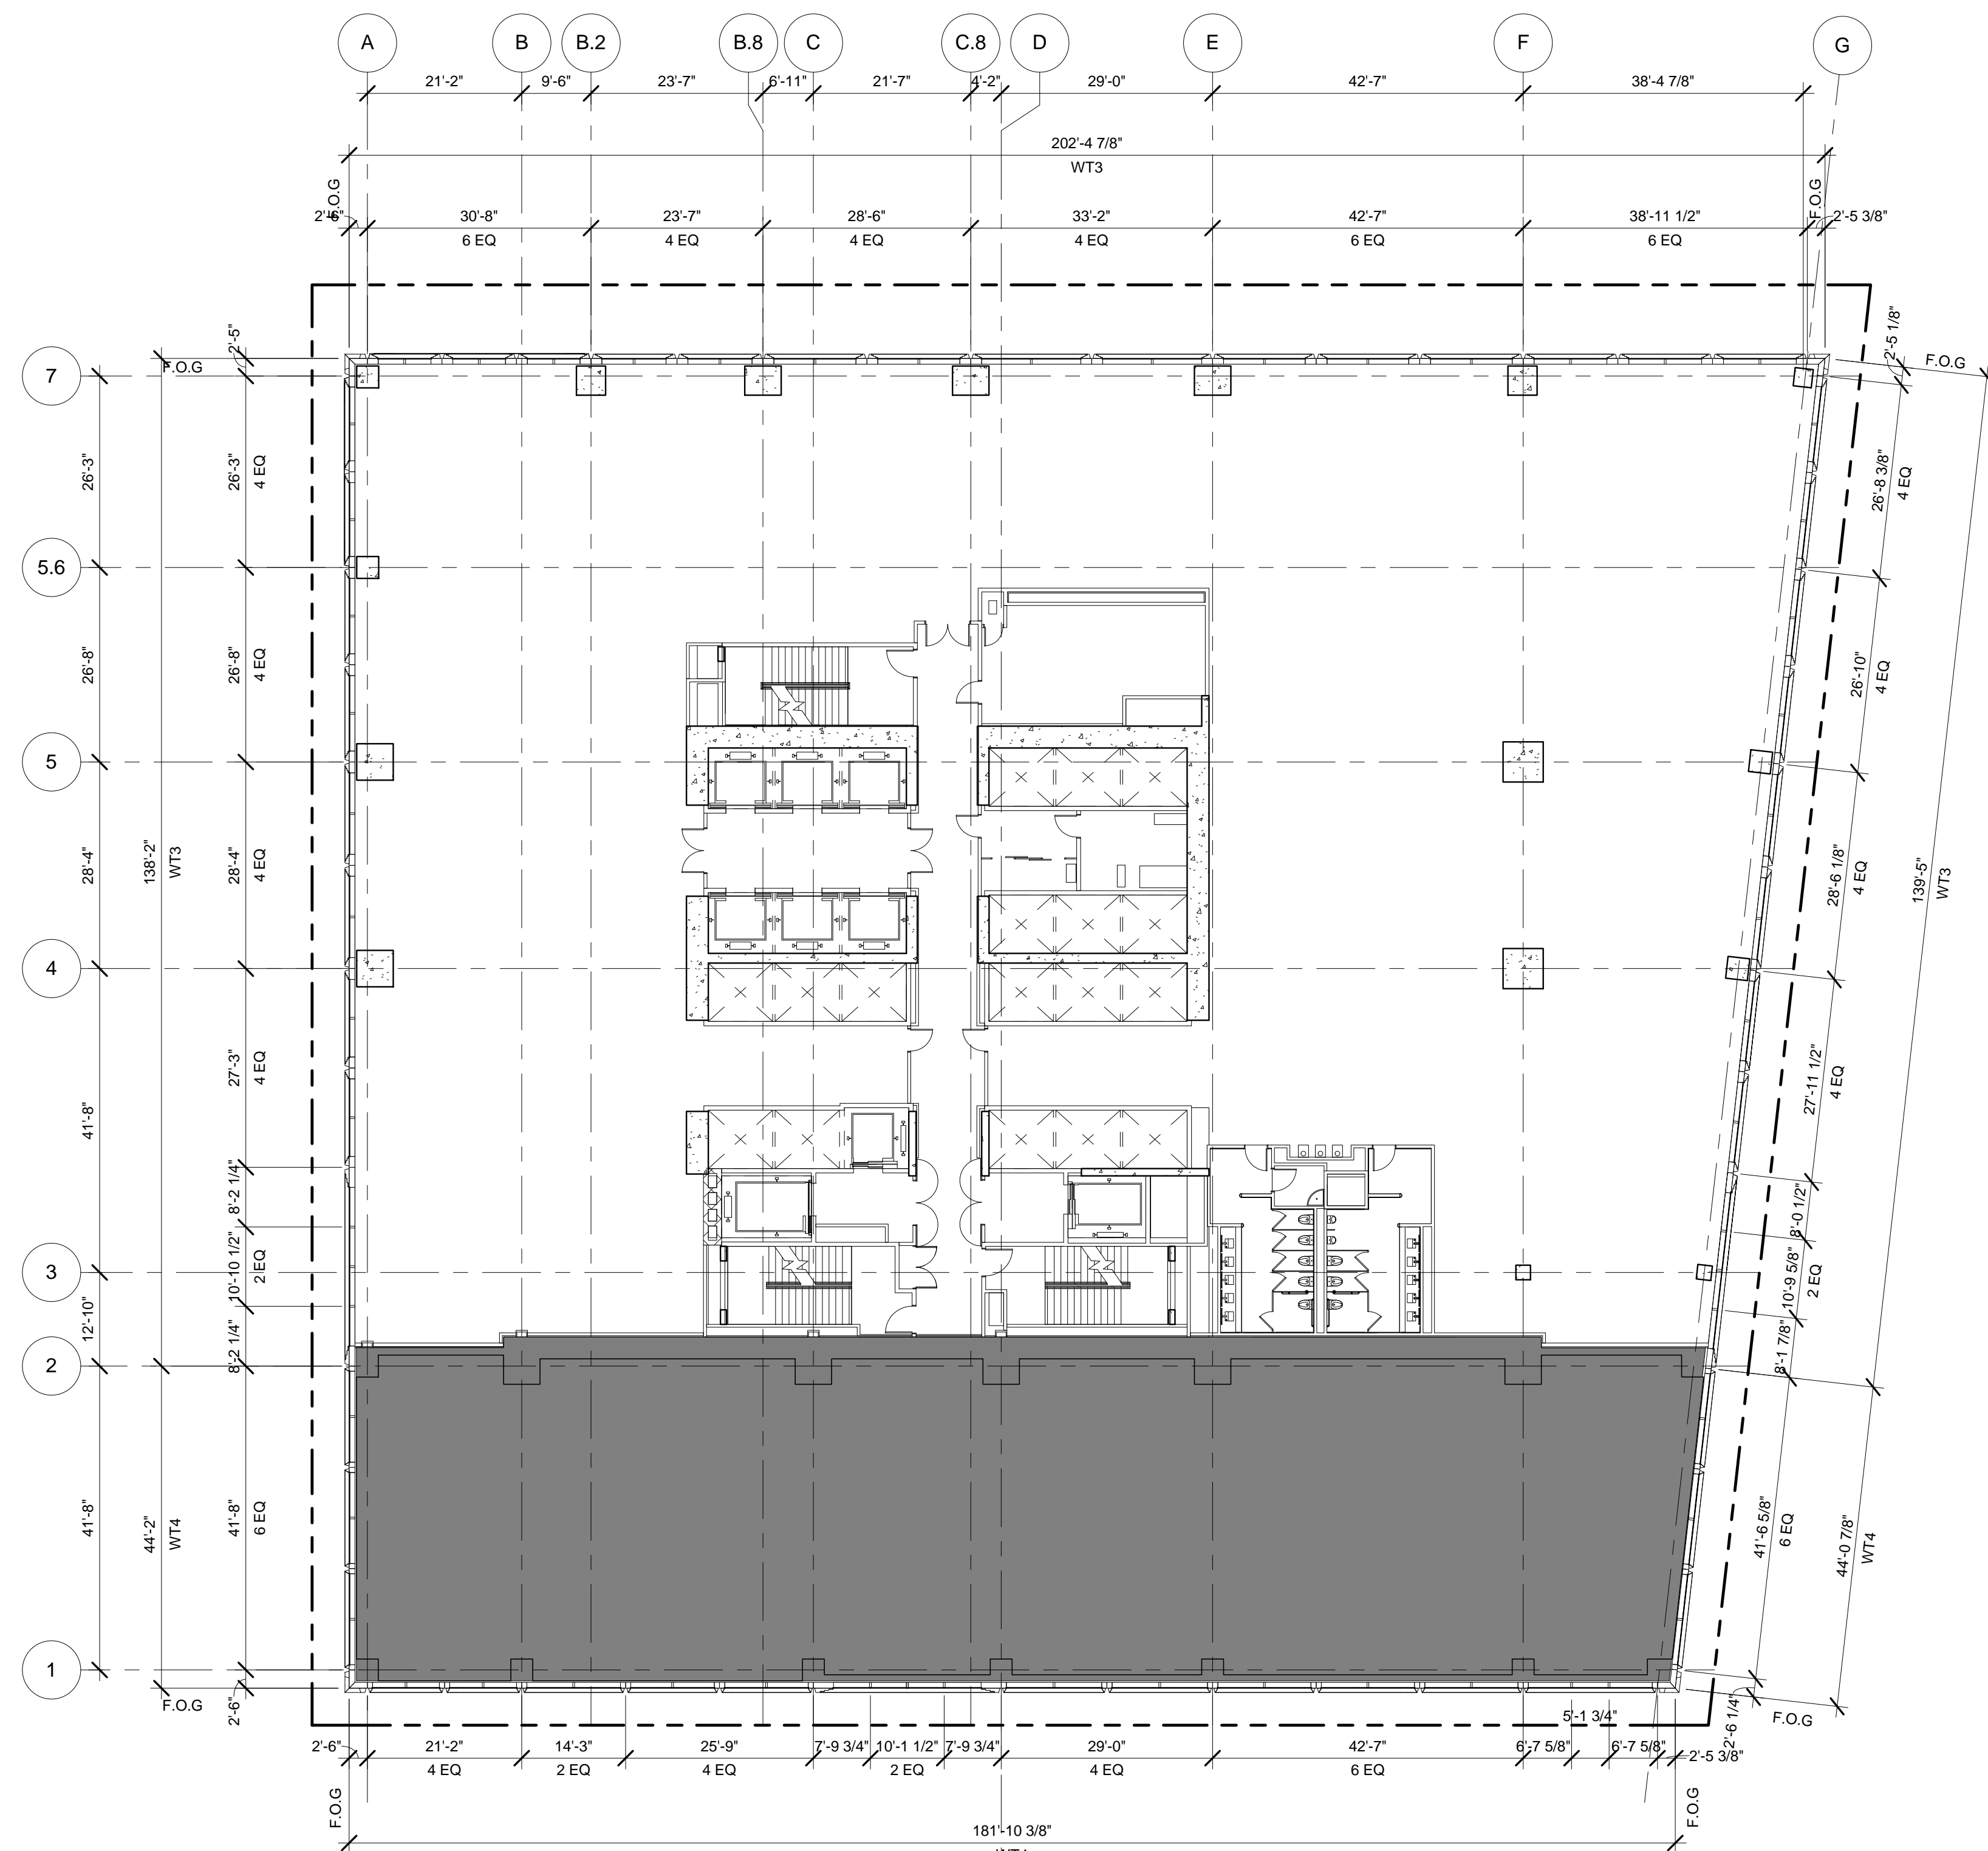 A B B.2 B.8 C C.8 D E F G
21'-2" 9'-6" 23'-7" 6'-11" 21'-7" 4'-2" 29'-0" 42'-7" 38'-4 7/8"
202'-4 7/8"
WT3
F.O.G F.O.G
2'-6" 30'-8" 23'-7" 28'-6" 33'-2" 42'-7" 38'-11 1/2" 2'-5 3/8"
6 EQ 4 EQ 4 EQ 4 EQ 6 EQ 6 EQ
7
5.6
5
4
3
2
1
26'-3"
26'-8"
28'-4"
41'-8"
12'-10"
41'-8"
F.O.G
138'-2"
WT3
44'-2"
WT4
F.O.G
2'-5"
26'-3"
4 EQ
26'-8"
4 EQ
28'-4"
4 EQ
27'-3"
4 EQ
8'-2 1/4"
10'-10 1/2"
2 EQ
8'-2 1/4"
41'-8"
6 EQ
2'-6"
2'-5 1/8"
F.O.G
26'-8 3/8"
4 EQ
26'-10"
4 EQ
28'-6 1/8"
4 EQ
139'-5"
WT3
27'-11 1/2"
4 EQ
8'-0 1/2"
10'-9 5/8"
2 EQ
8'-1 7/8"
41'-6 5/8"
6 EQ
44'-0 7/8"
WT4
2'-6 1/4"
F.O.G
5'-1 3/4"
2'-6" 21'-2" 14'-3" 25'-9" 7'-9 3/4" 10'-1 1/2" 7'-9 3/4" 29'-0" 42'-7" 6'-7 5/8" 6'-7 5/8" 2'-5 3/8"
4 EQ 2 EQ 4 EQ 2 EQ 4 EQ 6 EQ
F.O.G F.O.G
181'-10 3/8"